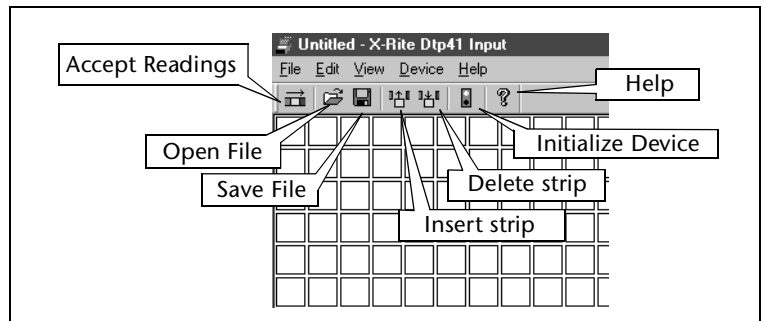 Untitled - X-Rite Dtp41 Input
Accept Readings
File Edit View Device Help
Help
Open File
Initialize Device
Save File
Delete strip
Insert strip